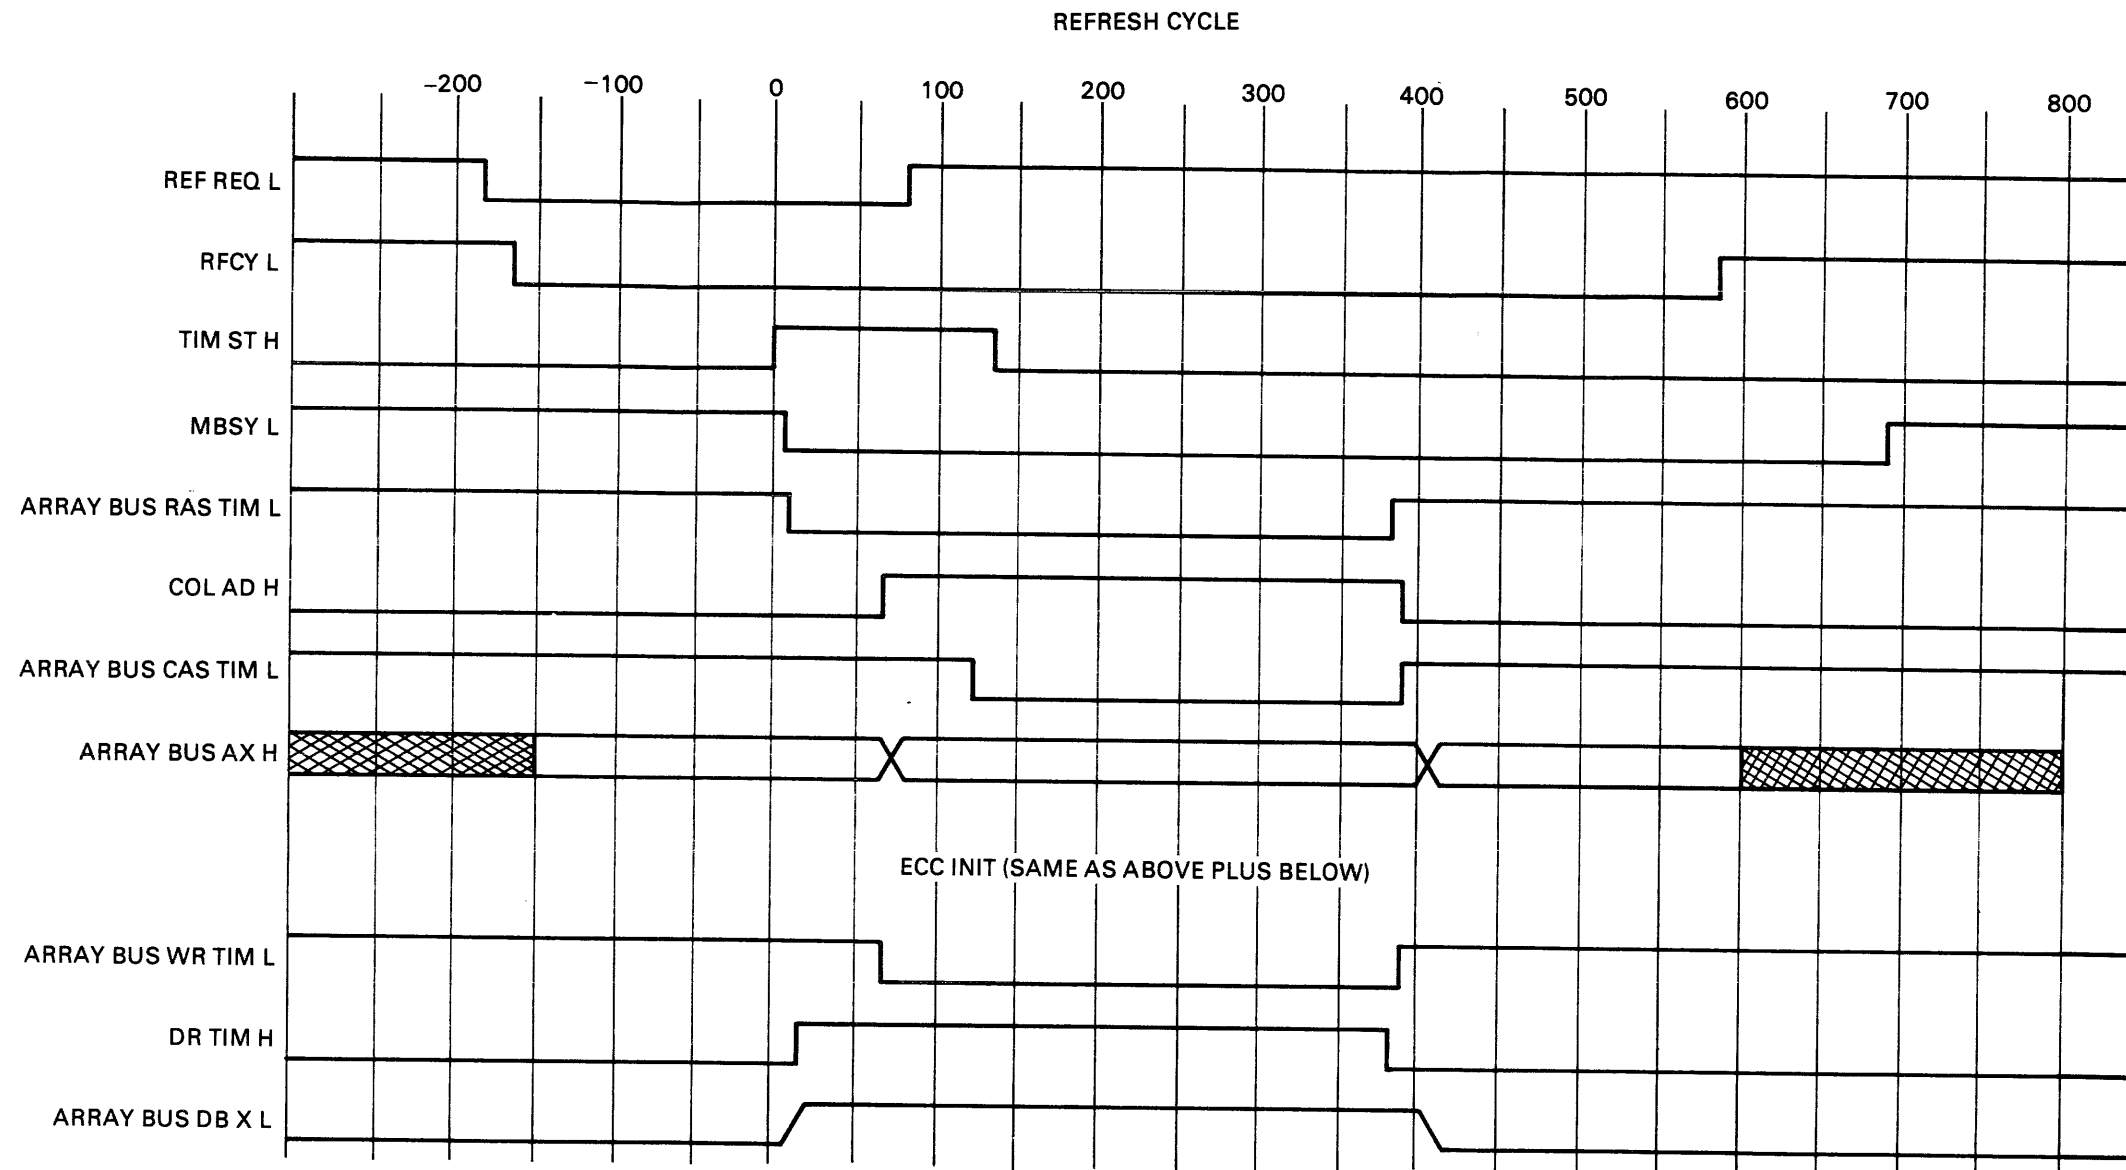 REFRESH CYCLE
−200 −100 0 100 200 300 400 500 600 700 800
REF REQ L
RFCY L
TIM ST H
MBSY L
ARRAY BUS RAS TIM L
COL AD H
ARRAY BUS CAS TIM L
ARRAY BUS AX H
ECC INIT (SAME AS ABOVE PLUS BELOW)
ARRAY BUS WR TIM L
DR TIM H
ARRAY BUS DB X L